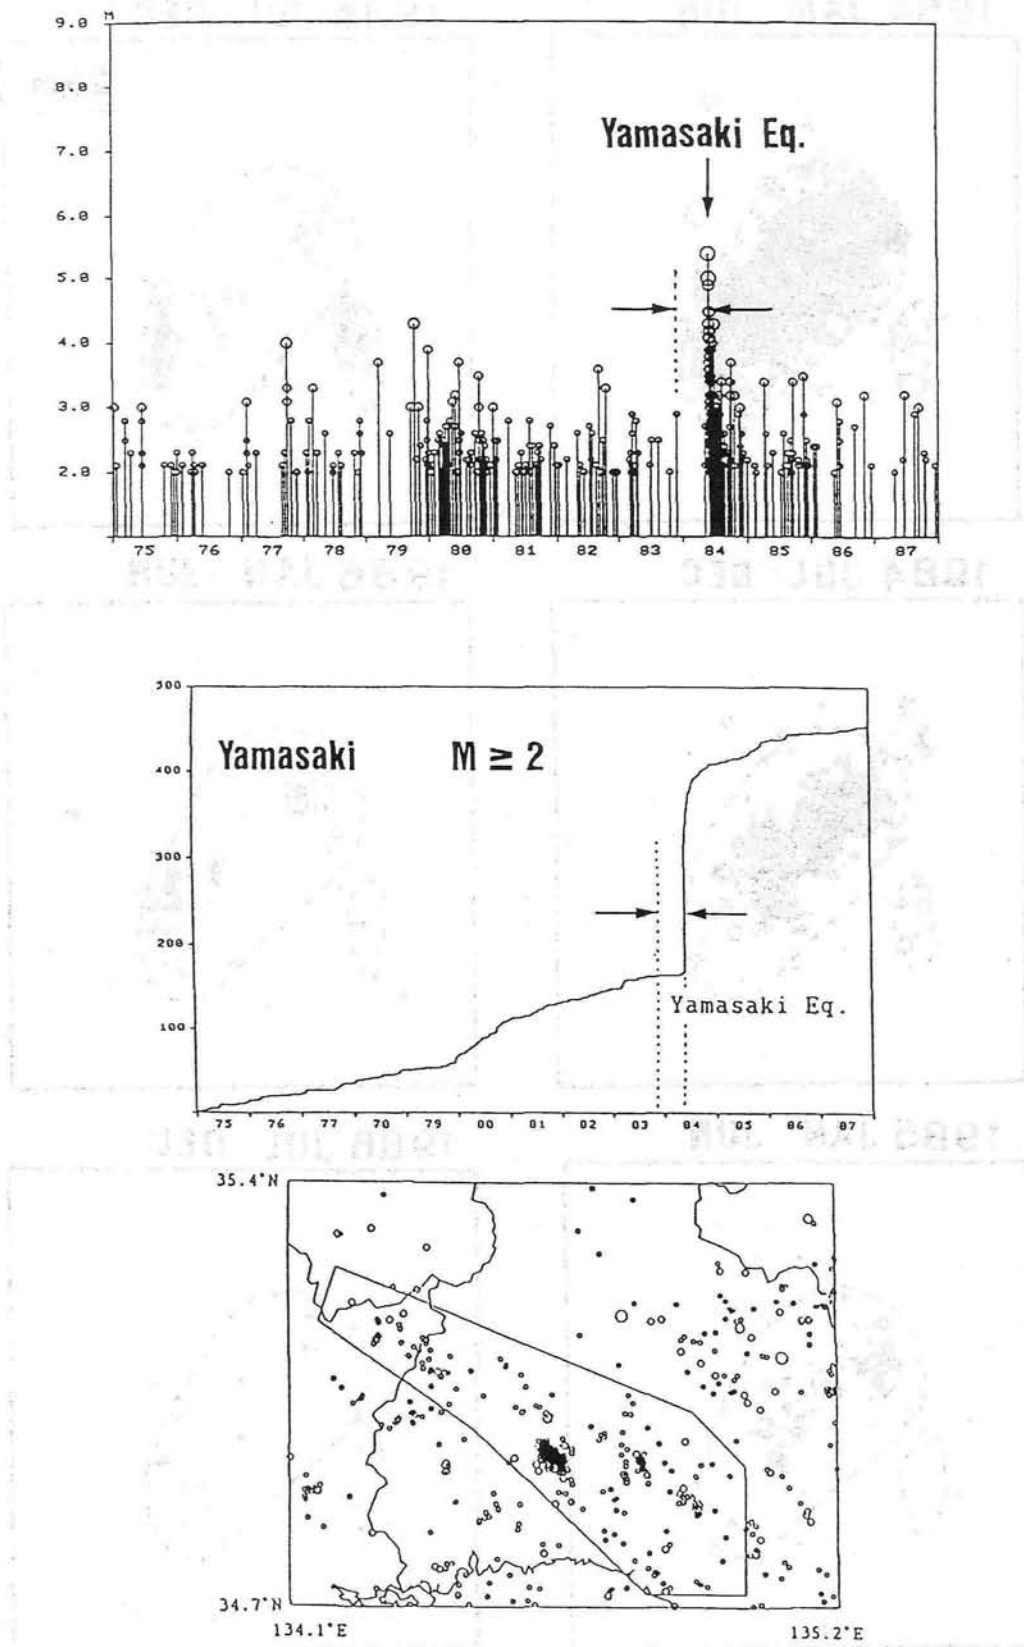 M
9.0
8.0
7.0
6.0
5.0
4.0
3.0
2.0
Yamasaki Eq.
75 76 77 78 79 80 81 82 83 84 85 86 87
500
400
300
200
100
Yamasaki M ≧ 2
Yamasaki Eq.
75 76 77 78 79 80 81 82 83 84 85 86 87
35.4°N
34.7°N
134.1°E 135.2°E